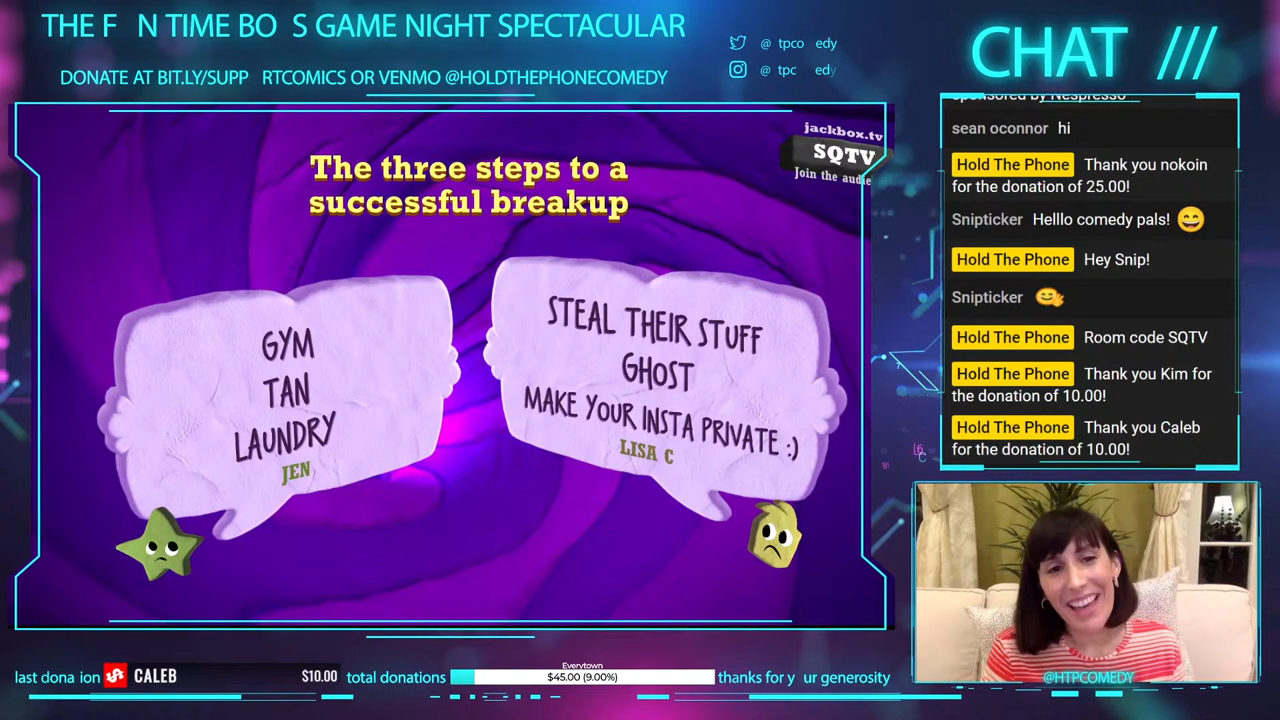 THE F N TIME BO S GAME NIGHT SPECTACULAR
DONATE AT BIT.LY/SUPP RTCOMICS OR VENMO @HOLDTHEPHONECOMEDY
@ tpco edy
@ tpc edy
CHAT ///
jackbox.tv
SQTV
Join the audie
The three steps to a
successful breakup
GYM
TAN
LAUNDRY
JEN
STEAL THEIR STUFF
GHOST
MAKE YOUR INSTA PRIVATE :)
LISA C
sponsored by Nespresso
sean oconnor hi
Hold The Phone Thank you nokoin
for the donation of 25.00!
Snipticker Helllo comedy pals! 😄
Hold The Phone Hey Snip!
Snipticker
Hold The Phone Room code SQTV
Hold The Phone Thank you Kim for
the donation of 10.00!
Hold The Phone Thank you Caleb
for the donation of 10.00!
@HTPCOMEDY
last dona ion CALEB $10.00
total donations
Everytown
$45.00 (9.00%)
thanks for y ur generosity